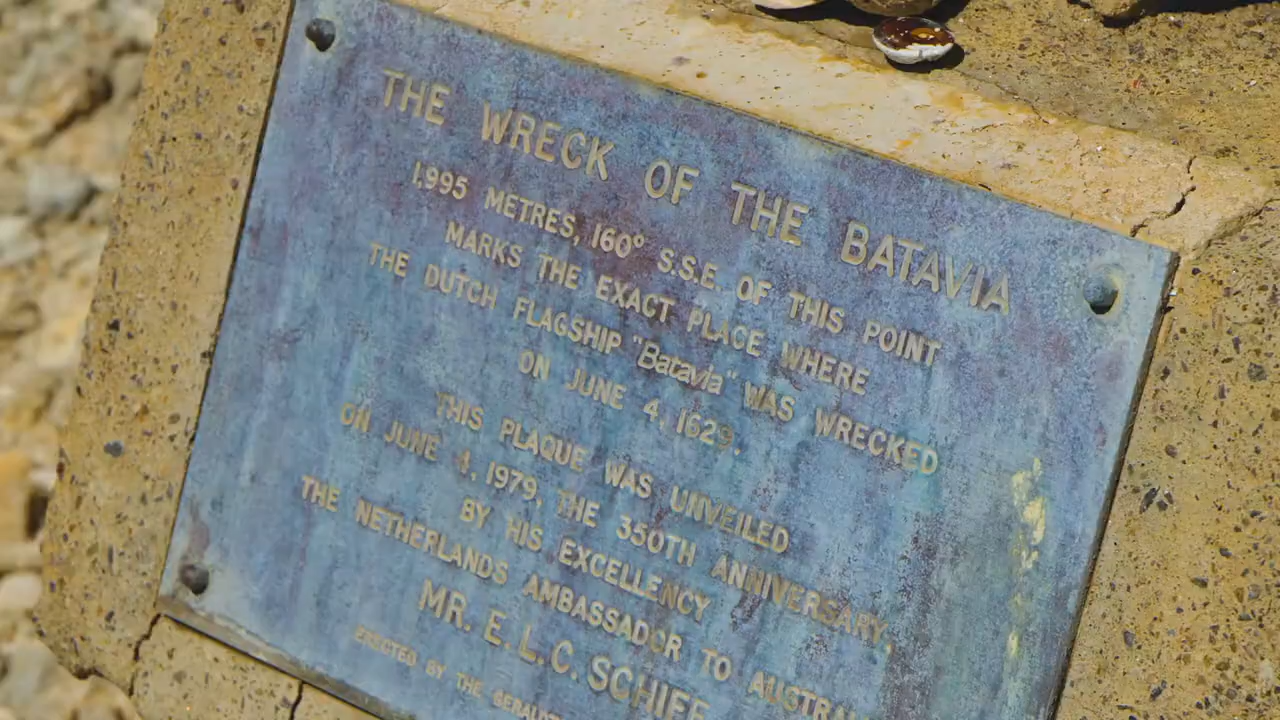 THE WRECK OF THE BATAVIA
1,995 METRES, 160° S.S.E. OF THIS POINT
MARKS THE EXACT PLACE WHERE
THE DUTCH FLAGSHIP "Batavia" WAS WRECKED
ON JUNE 4, 1629.
THIS PLAQUE WAS UNVEILED
ON JUNE 4, 1979, THE 350TH ANNIVERSARY,
BY HIS EXCELLENCY
THE NETHERLANDS AMBASSADOR TO
MR. E. L. C. SCHIFF
ERECTED BY THE